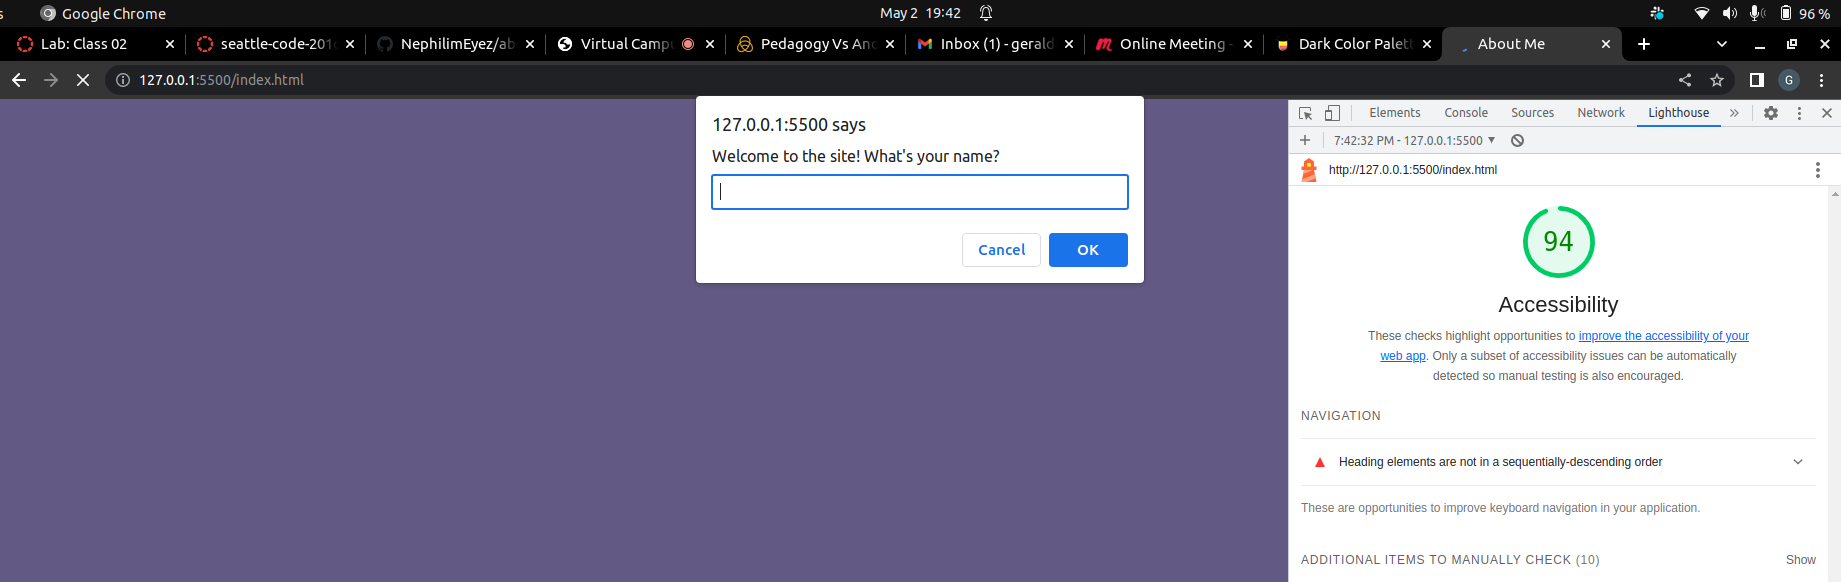 Google Chrome
May 2 19:42
96 %
Lab: Class 02
seattle-code-201
NephilimEyez/ab
Virtual Camp
Pedagogy Vs And
Inbox (1) - gerald
Online Meeting -
Dark Color Palett
About Me
127.0.0.1:5500/index.html
G
127.0.0.1:5500 says
Welcome to the site! What's your name?
Cancel
OK
Elements Console Sources Network Lighthouse
7:42:32 PM - 127.0.0.1:5500
http://127.0.0.1:5500/index.html
94
Accessibility
These checks highlight opportunities to improve the accessibility of your
web app. Only a subset of accessibility issues can be automatically
detected so manual testing is also encouraged.
NAVIGATION
Heading elements are not in a sequentially-descending order
These are opportunities to improve keyboard navigation in your application.
ADDITIONAL ITEMS TO MANUALLY CHECK (10)
Show